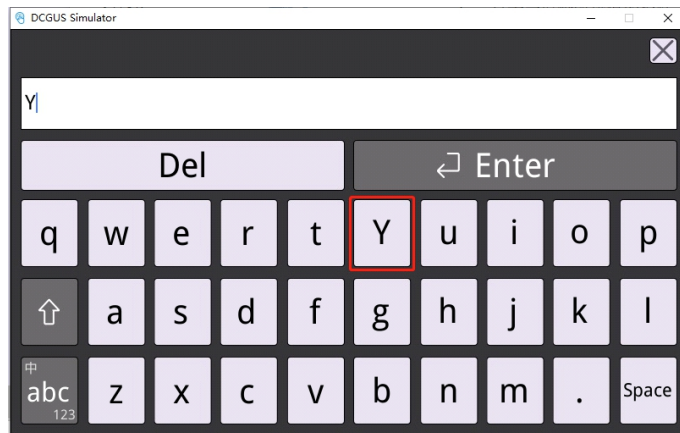 DCGUS Simulator
Y
Del Enter
q w e r t Y u i o p
a s d f g h j k l
中
abc z x c v b n m . Space
123